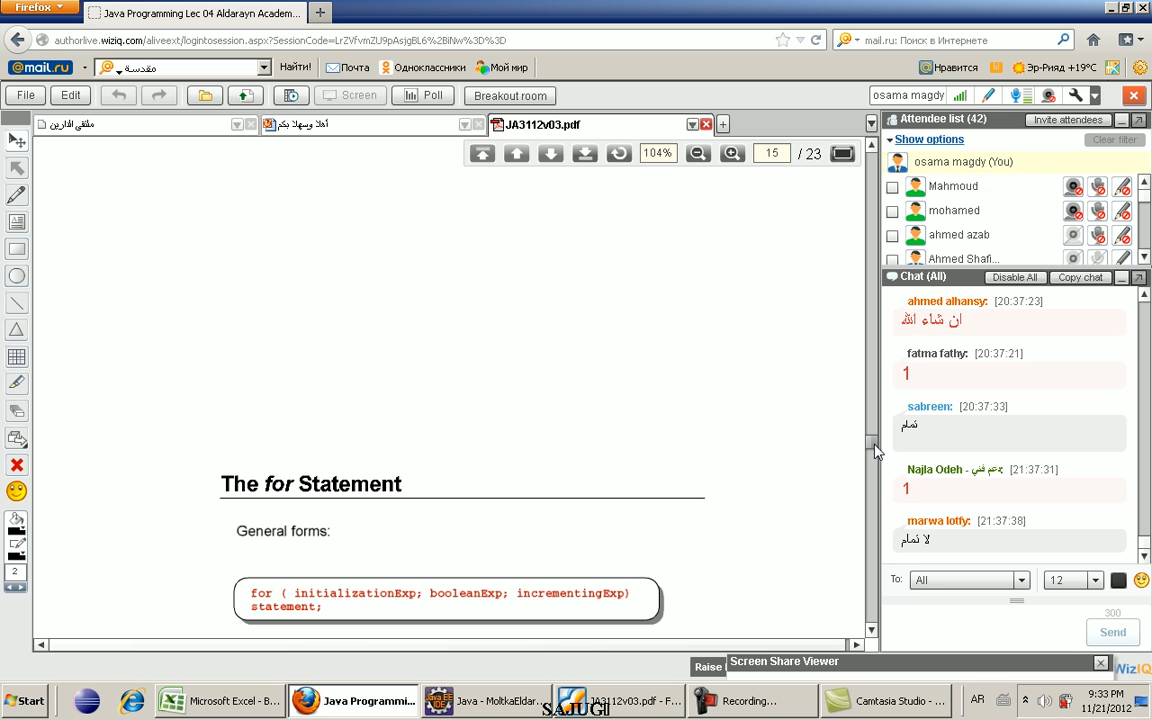 Firefox
Java Programming Lec 04 Aldarayn Academ...
authorlive.wiziq.com/aliveext/logintosession.aspx?SessionCode=LrZVfvmZU9pAsjgBL6%2BiNw%3D%3D
mail.ru: Поиск в Интернете
@mail.ru
مقدسة
Найти!
Почта
Одноклассники
Мой мир
Нравится
Эр-Рияд +19°C
File
Edit
Screen
Poll
Breakout room
osama magdy
ملتقي الدارين
أهلا وسهلا بكم
JA3112v03.pdf
104%
15
/ 23
Attendee list (42)
Invite attendees
Show options
Clear filter
osama magdy (You)
Mahmoud
mohamed
ahmed azab
Ahmed Shafi...
Chat (All)
Disable All
Copy chat
ahmed alhansy: [20:37:23]
ان شاء الله
fatma fathy: [20:37:21]
1
sabreen: [20:37:33]
تمام
Najla Odeh - دعم فني: [21:37:31]
1
marwa lotfy: [21:37:38]
لا تمام
To:
All
12
300
Send
The for Statement
General forms:
for ( initializationExp; booleanExp; incrementingExp)
statement;
2
Raise
Screen Share Viewer
WizIQ
Start
Microsoft Excel - B...
Java Programmi...
Java - MoltkaEldar...
JA3112v03.pdf - F...
Recording...
Camtasia Studio - ...
AR
9:33 PM
11/21/2012